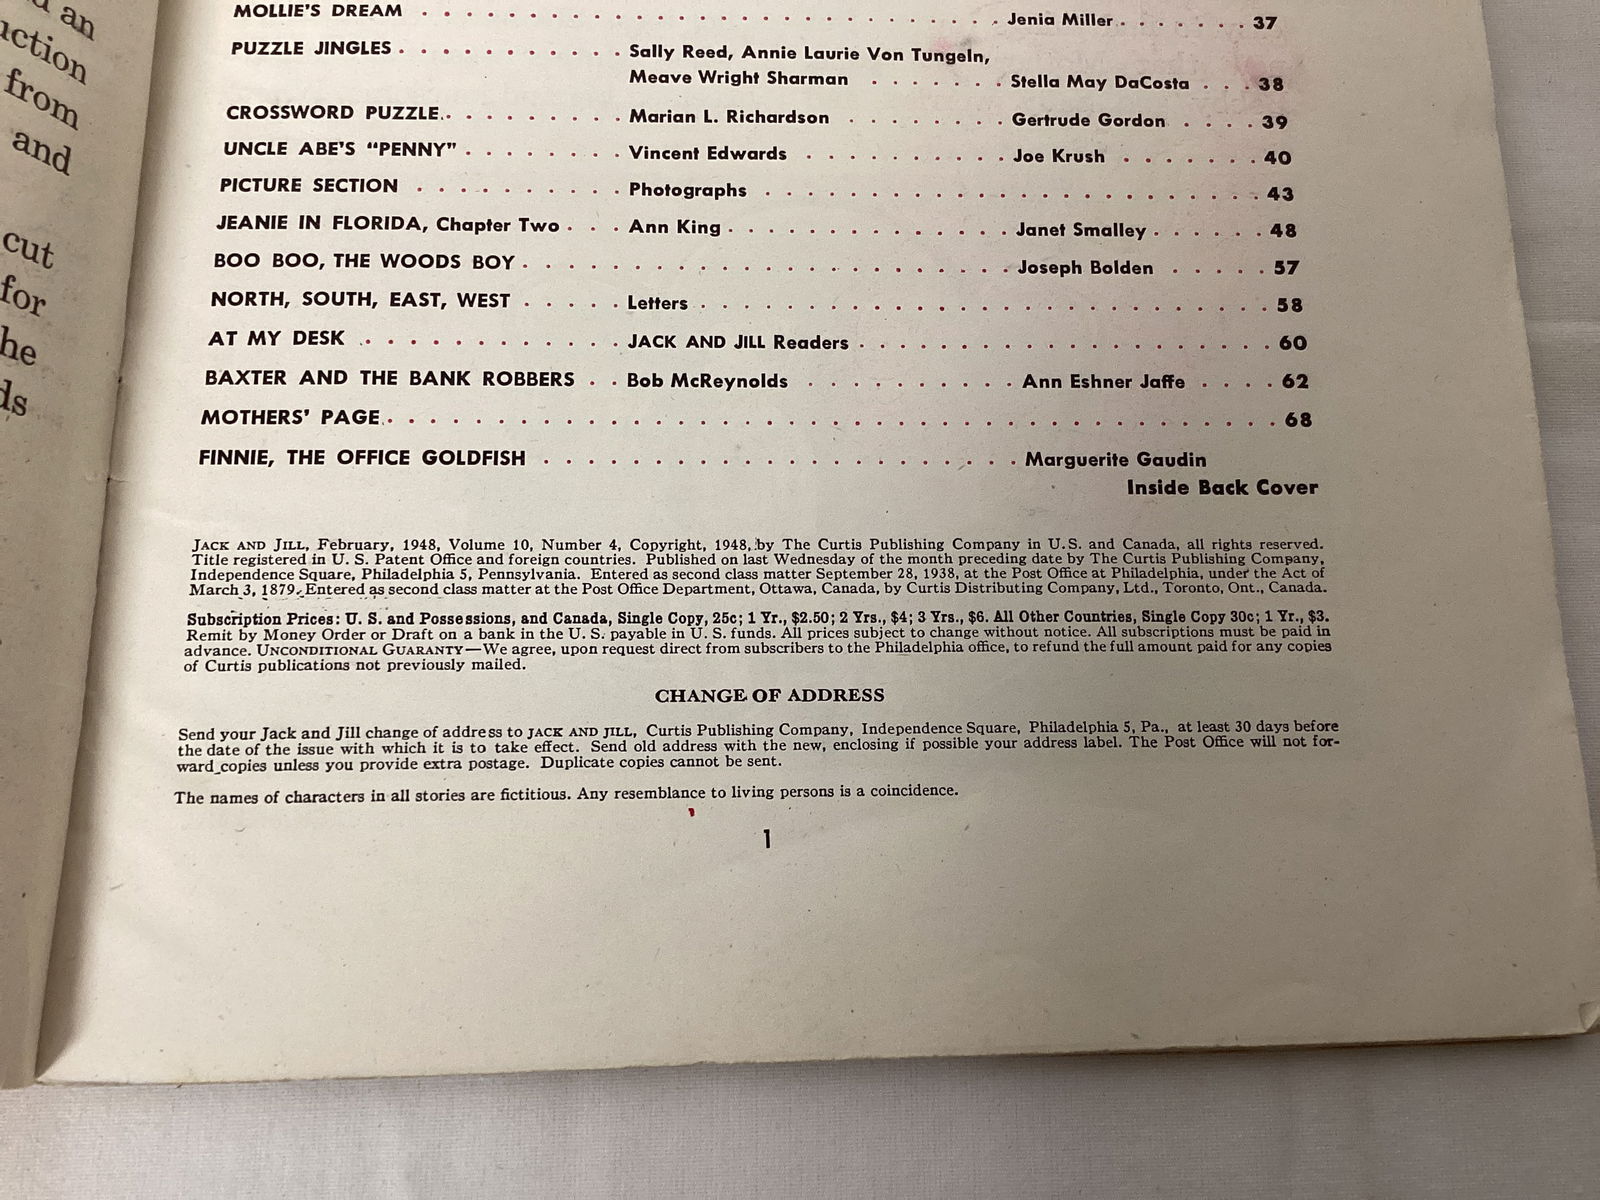 an
uction
from
and
cut
for
he
ds
MOLLIE'S DREAM . . . . . . . . . . . . . . . . . . . . . Jenia Miller . . . . . . . 37
PUZZLE JINGLES . . . . . . . . . . . . Sally Reed, Annie Laurie Von Tungeln,
Meave Wright Sharman . . . . . . . Stella May DaCosta . . . 38
CROSSWORD PUZZLE . . . . . . . . . . Marian L. Richardson . . . . . . . . Gertrude Gordon . . . . 39
UNCLE ABE'S “PENNY” . . . . . . . . . Vincent Edwards . . . . . . . . . . Joe Krush . . . . . . . 40
PICTURE SECTION . . . . . . . . . . . Photographs . . . . . . . . . . . . . . . . . . . . . 43
JEANIE IN FLORIDA, Chapter Two . . . Ann King . . . . . . . . . . . . Janet Smalley . . . . . . 48
BOO BOO, THE WOODS BOY . . . . . . . . . . . . . . . . . . Joseph Bolden . . . . . 57
NORTH, SOUTH, EAST, WEST . . . . . Letters . . . . . . . . . . . . . . . . . . . . . . . 58
AT MY DESK . . . . . . . . . . . . JACK AND JILL Readers . . . . . . . . . . . . . . . . . 60
BAXTER AND THE BANK ROBBERS . . Bob McReynolds . . . . . . . . . Ann Eshner Jaffe . . . . 62
MOTHERS' PAGE . . . . . . . . . . . . . . . . . . . . . . . . . . . . . . . . 68
FINNIE, THE OFFICE GOLDFISH . . . . . . . . . . . . . . . . . . Marguerite Gaudin
Inside Back Cover
JACK AND JILL, February, 1948, Volume 10, Number 4, Copyright, 1948, by The Curtis Publishing Company in U.S. and Canada, all rights reserved.
Title registered in U. S. Patent Office and foreign countries. Published on last Wednesday of the month preceding date by The Curtis Publishing Company,
Independence Square, Philadelphia 5, Pennsylvania. Entered as second class matter September 28, 1938, at the Post Office at Philadelphia, under the Act of
March 3, 1879. Entered as second class matter at the Post Office Department, Ottawa, Canada, by Curtis Distributing Company, Ltd., Toronto, Ont., Canada.
Subscription Prices: U. S. and Possessions, and Canada, Single Copy, 25c; 1 Yr., $2.50; 2 Yrs., $4; 3 Yrs., $6. All Other Countries, Single Copy 30c; 1 Yr., $3.
Remit by Money Order or Draft on a bank in the U. S. payable in U. S. funds. All prices subject to change without notice. All subscriptions must be paid in
advance. UNCONDITIONAL GUARANTY—We agree, upon request direct from subscribers to the Philadelphia office, to refund the full amount paid for any copies
of Curtis publications not previously mailed.
CHANGE OF ADDRESS
Send your Jack and Jill change of address to JACK AND JILL, Curtis Publishing Company, Independence Square, Philadelphia 5, Pa., at least 30 days before
the date of the issue with which it is to take effect. Send old address with the new, enclosing if possible your address label. The Post Office will not for-
ward copies unless you provide extra postage. Duplicate copies cannot be sent.
The names of characters in all stories are fictitious. Any resemblance to living persons is a coincidence.
1